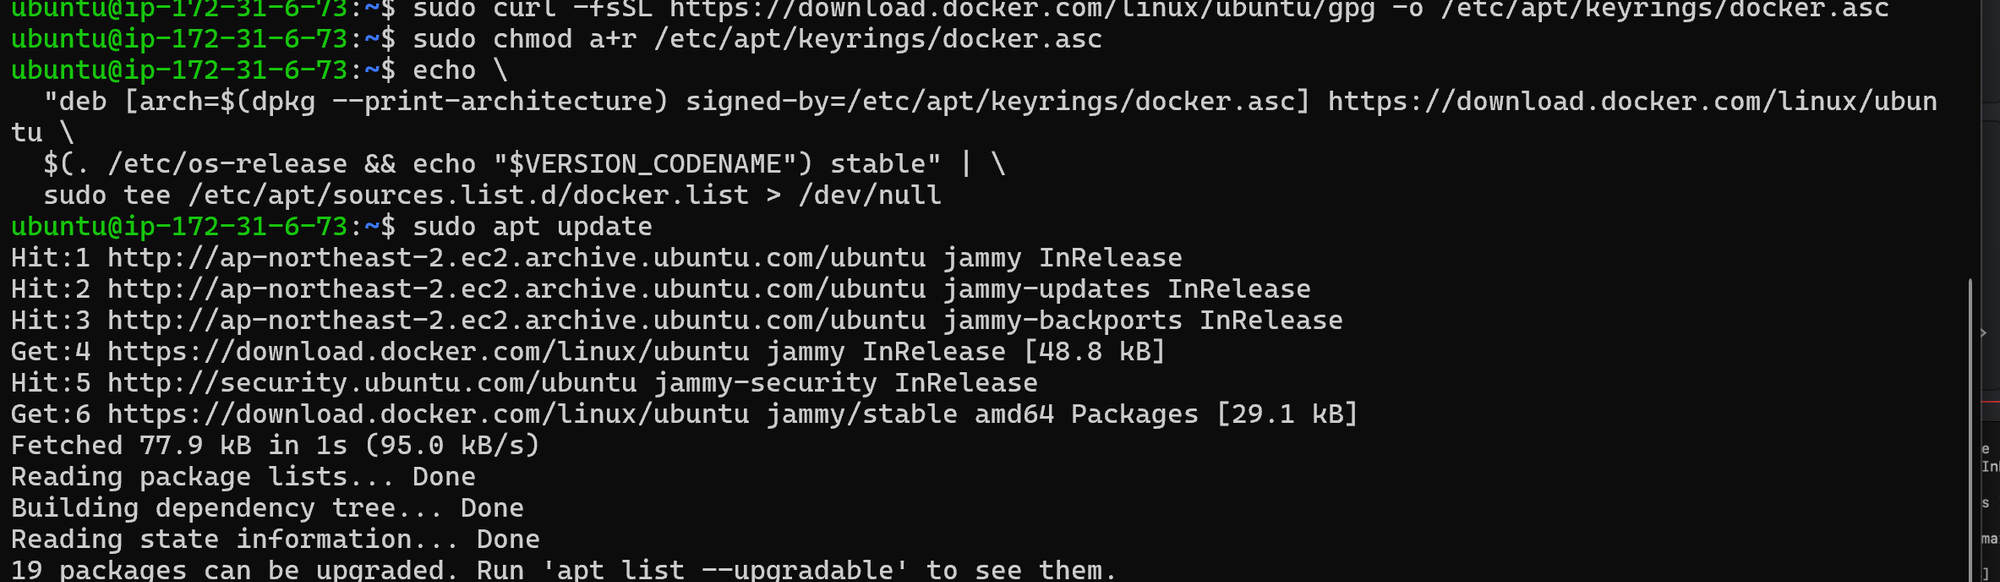 ubuntu@ip-172-31-6-73:~$ sudo curl -fsSL https://download.docker.com/linux/ubuntu/gpg -o /etc/apt/keyrings/docker.asc
ubuntu@ip-172-31-6-73:~$ sudo chmod a+r /etc/apt/keyrings/docker.asc
ubuntu@ip-172-31-6-73:~$ echo \
  "deb [arch=$(dpkg --print-architecture) signed-by=/etc/apt/keyrings/docker.asc] https://download.docker.com/linux/ubun
tu \
  $(. /etc/os-release && echo "$VERSION_CODENAME") stable" | \
  sudo tee /etc/apt/sources.list.d/docker.list > /dev/null
ubuntu@ip-172-31-6-73:~$ sudo apt update
Hit:1 http://ap-northeast-2.ec2.archive.ubuntu.com/ubuntu jammy InRelease
Hit:2 http://ap-northeast-2.ec2.archive.ubuntu.com/ubuntu jammy-updates InRelease
Hit:3 http://ap-northeast-2.ec2.archive.ubuntu.com/ubuntu jammy-backports InRelease
Get:4 https://download.docker.com/linux/ubuntu jammy InRelease [48.8 kB]
Hit:5 http://security.ubuntu.com/ubuntu jammy-security InRelease
Get:6 https://download.docker.com/linux/ubuntu jammy/stable amd64 Packages [29.1 kB]
Fetched 77.9 kB in 1s (95.0 kB/s)
Reading package lists... Done
Building dependency tree... Done
Reading state information... Done
19 packages can be upgraded. Run 'apt list --upgradable' to see them.